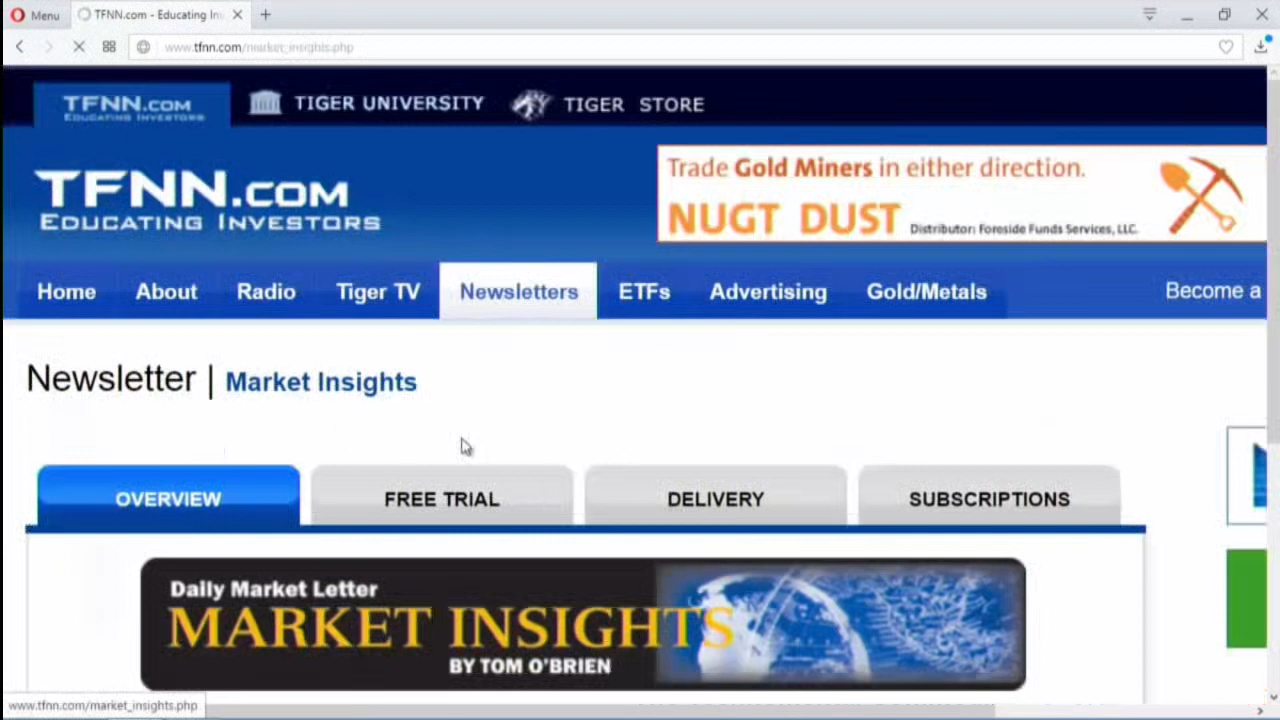 Menu
TFNN.com - Educating In
www.tfnn.com/market_insights.php
TFNN.COM
EDUCATING INVESTORS
TIGER UNIVERSITY
TIGER STORE
TFNN.COM
EDUCATING INVESTORS
Trade Gold Miners in either direction.
NUGT DUST Distributor: Foreside Funds Services, LLC.
Home About Radio Tiger TV Newsletters ETFs Advertising Gold/Metals Become a
Newsletter | Market Insights
OVERVIEW FREE TRIAL DELIVERY SUBSCRIPTIONS
Daily Market Letter
MARKET INSIGHTS
BY TOM O'BRIEN
www.tfnn.com/market_insights.php